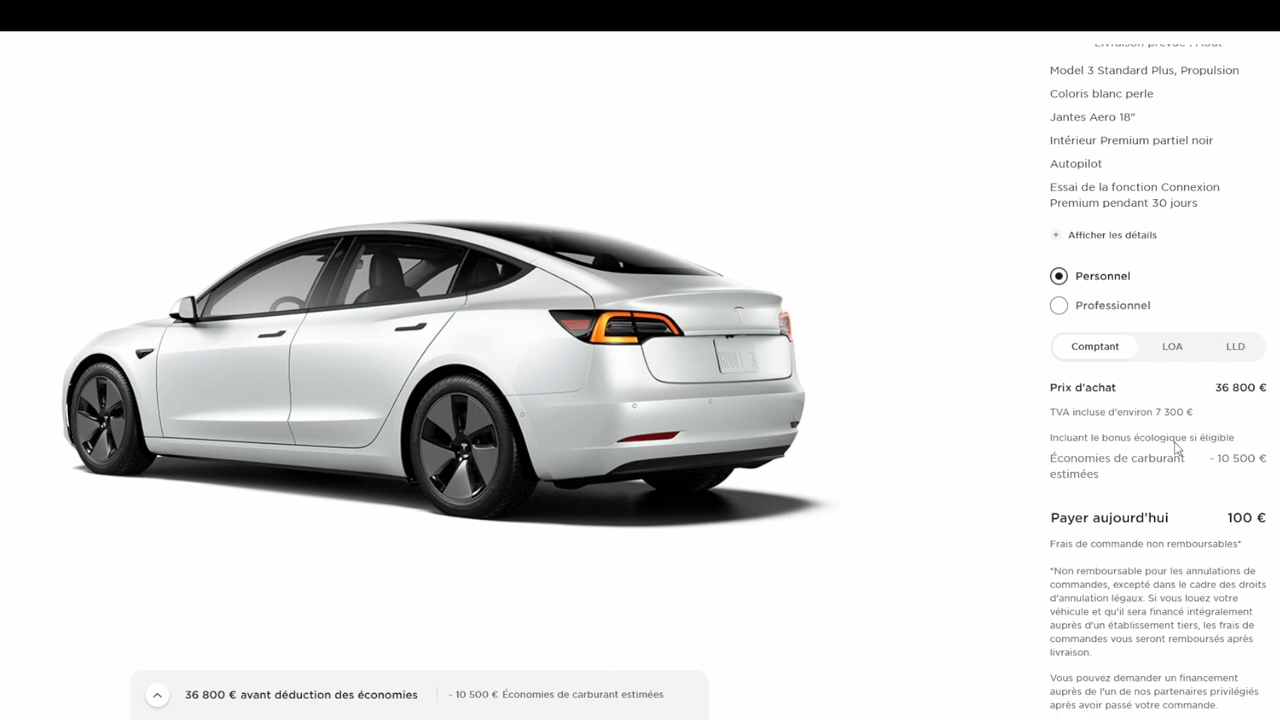 Livraison prévue : Août
Model 3 Standard Plus, Propulsion
Coloris blanc perle
Jantes Aero 18"
Intérieur Premium partiel noir
Autopilot
Essai de la fonction Connexion
Premium pendant 30 jours
+ Afficher les détails
Personnel
Professionnel
Comptant LOA LLD
Prix d'achat 36 800 €
TVA incluse d'environ 7 300 €
Incluant le bonus écologique si éligible
Économies de carburant - 10 500 €
estimées
Payer aujourd'hui 100 €
Frais de commande non remboursables*
*Non remboursable pour les annulations de
commandes, excepté dans le cadre des droits
d'annulation légaux. Si vous louez votre
véhicule et qu'il sera financé intégralement
auprès d'un établissement tiers, les frais de
commandes vous seront remboursés après
livraison.
Vous pouvez demander un financement
auprès de l'un de nos partenaires privilégiés
après avoir passé votre commande.
36 800 € avant déduction des économies - 10 500 € Économies de carburant estimées